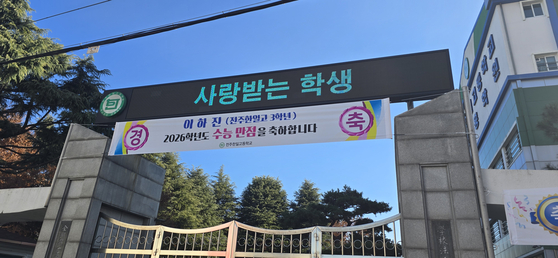 사랑받는 학생
경
이 하 진 (전주한일고 3학년)
2026학년도 수능 만점을 축하합니다
축
전주한일고등학교